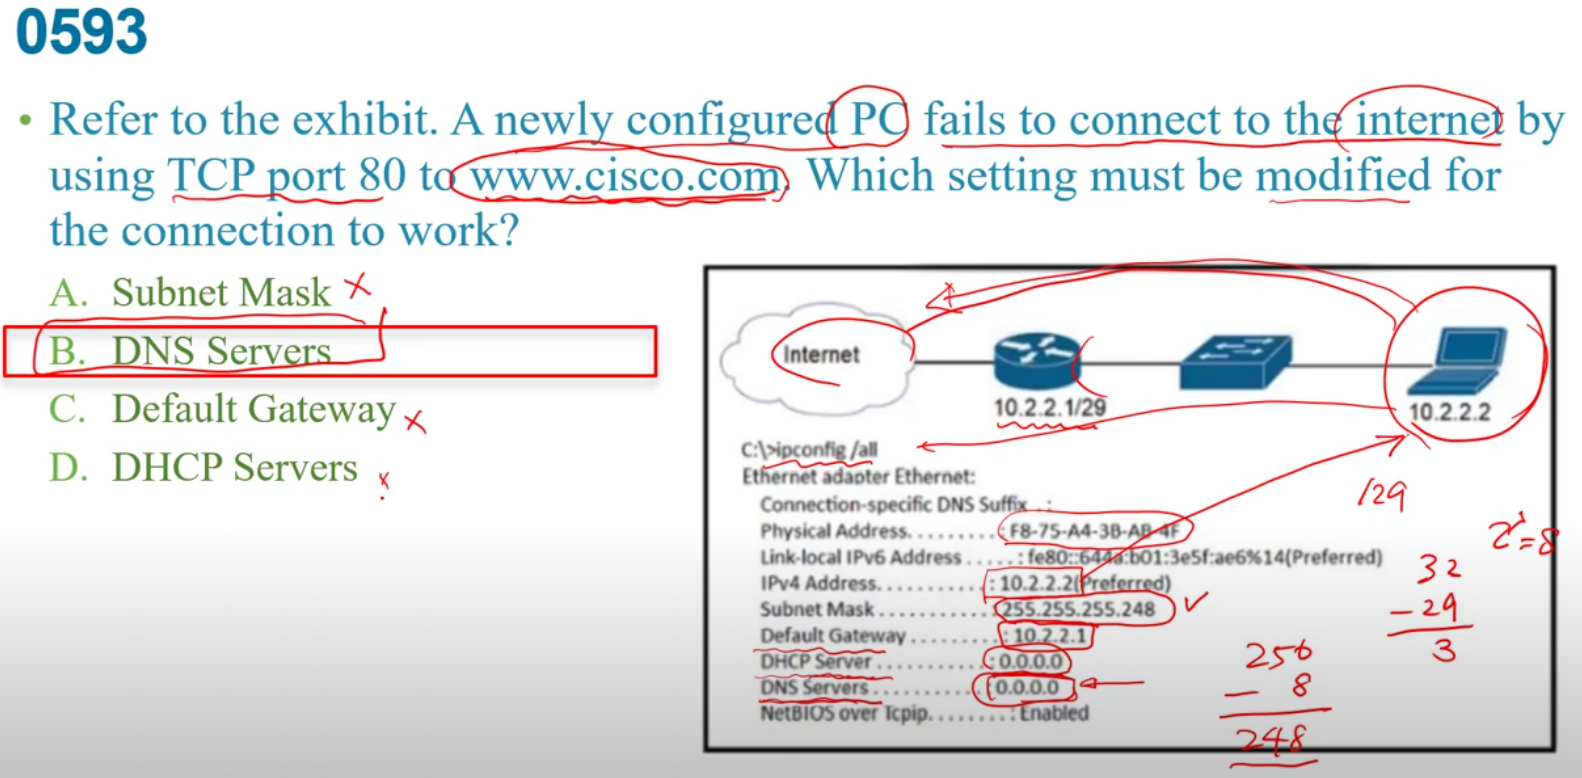 0593
• Refer to the exhibit. A newly configured PC fails to connect to the internet by
using TCP port 80 to www.cisco.com. Which setting must be modified for
the connection to work?
A. Subnet Mask
B. DNS Servers
C. Default Gateway
D. DHCP Servers
Internet
10.2.2.1/29
10.2.2.2
C:\>ipconfig /all
Ethernet adapter Ethernet:
Connection-specific DNS Suffix . :
Physical Address. . . . . . . . . : F8-75-A4-3B-AB-4F
Link-local IPv6 Address . . . . . : fe80::644a:b01:3e5f:ae6%14(Preferred)
IPv4 Address. . . . . . . . . . . : 10.2.2.2(Preferred)
Subnet Mask . . . . . . . . . . . 255.255.255.248
Default Gateway . . . . . . . . : 10.2.2.1
DHCP Server . . . . . . . . . . . : 0.0.0.0
DNS Servers . . . . . . . . . . . : 0.0.0.0
NetBIOS over Tcpip. . . . . . . . : Enabled
/29
2³=8
32
- 29
3
256
- 8
248